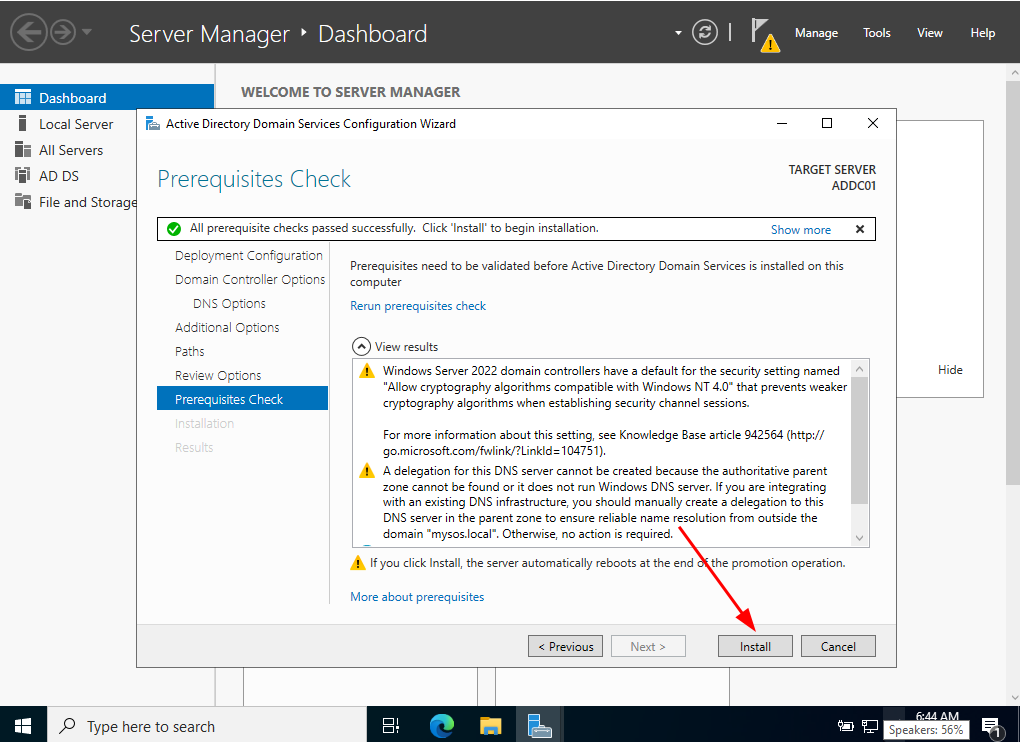 Server Manager ‣ Dashboard
Manage Tools View Help
Dashboard
Local Server
All Servers
AD DS
File and Storage
WELCOME TO SERVER MANAGER
Active Directory Domain Services Configuration Wizard
Prerequisites Check
TARGET SERVER
ADDC01
All prerequisite checks passed successfully. Click 'Install' to begin installation.
Show more
Deployment Configuration
Domain Controller Options
DNS Options
Additional Options
Paths
Review Options
Prerequisites Check
Installation
Results
Prerequisites need to be validated before Active Directory Domain Services is installed on this
computer
Rerun prerequisites check
View results
Windows Server 2022 domain controllers have a default for the security setting named
"Allow cryptography algorithms compatible with Windows NT 4.0" that prevents weaker
cryptography algorithms when establishing security channel sessions.
For more information about this setting, see Knowledge Base article 942564 (http://
go.microsoft.com/fwlink/?LinkId=104751).
A delegation for this DNS server cannot be created because the authoritative parent
zone cannot be found or it does not run Windows DNS server. If you are integrating
with an existing DNS infrastructure, you should manually create a delegation to this
DNS server in the parent zone to ensure reliable name resolution from outside the
domain "mysos.local". Otherwise, no action is required.
If you click Install, the server automatically reboots at the end of the promotion operation.
More about prerequisites
< Previous
Next >
Install
Cancel
Hide
Type here to search
6:44 AM
Speakers: 56%
1